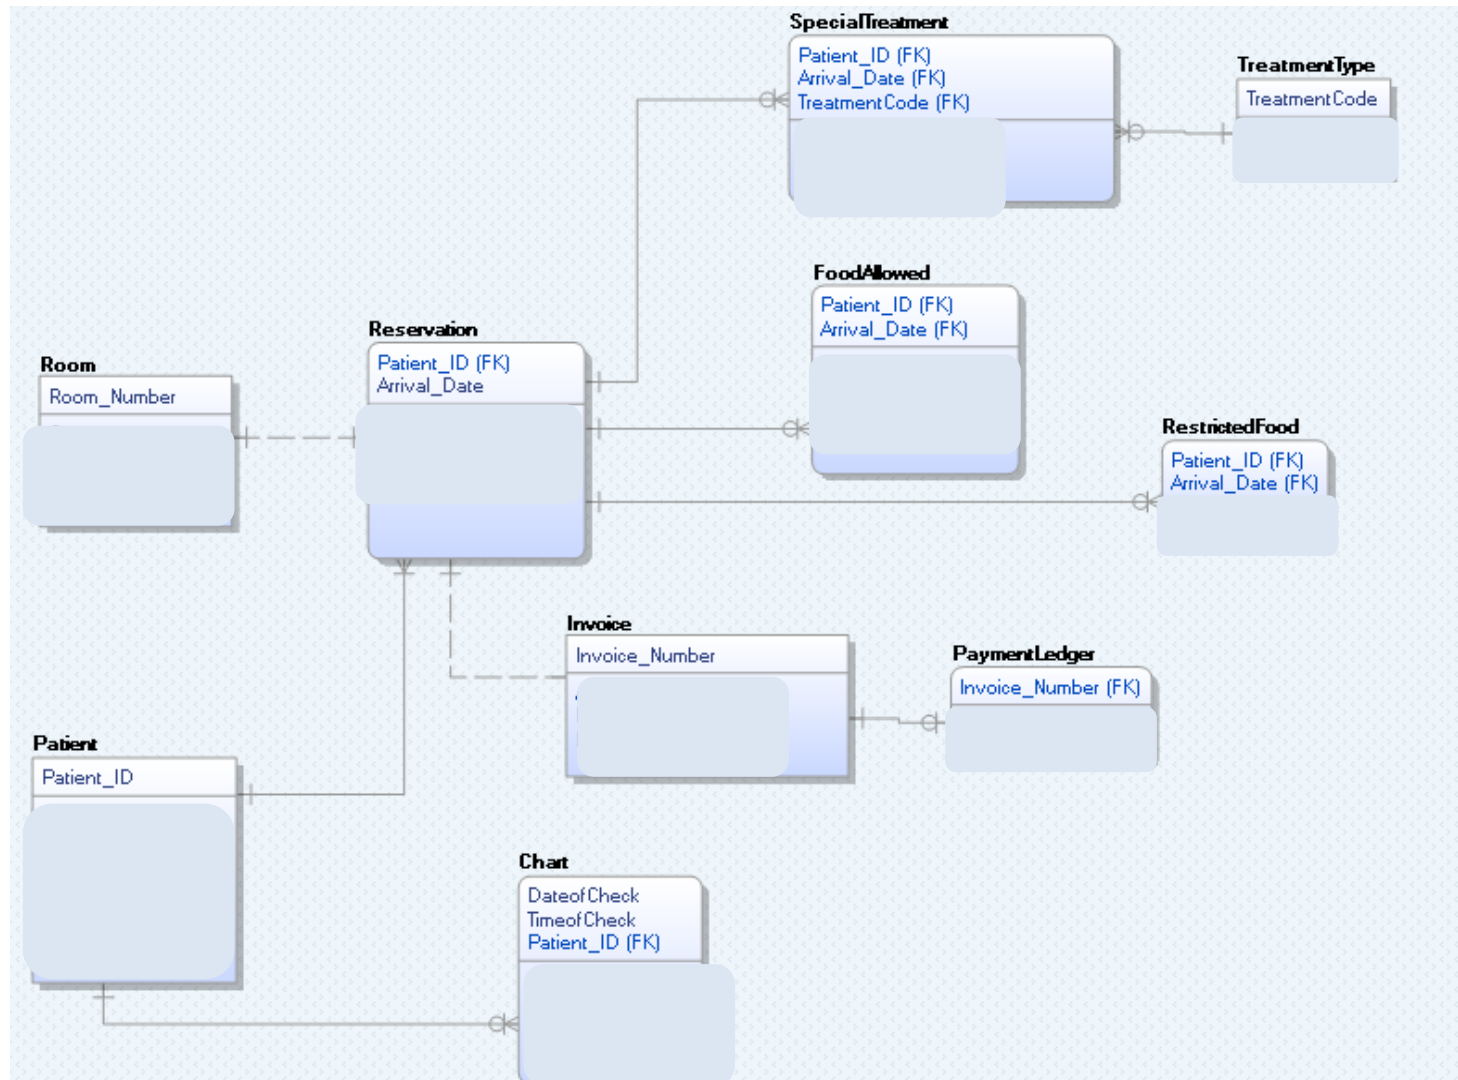 SpecialTreatment
Patient_ID (FK)
Arrival_Date (FK)
TreatmentCode (FK)
TreatmentType
TreatmentCode
FoodAllowed
Patient_ID (FK)
Arrival_Date (FK)
Reservation
Patient_ID (FK)
Arrival_Date
Room
Room_Number
RestrictedFood
Patient_ID (FK)
Arrival_Date (FK)
Invoice
Invoice_Number
PaymentLedger
Invoice_Number (FK)
Patient
Patient_ID
Chart
DateofCheck
TimeofCheck
Patient_ID (FK)